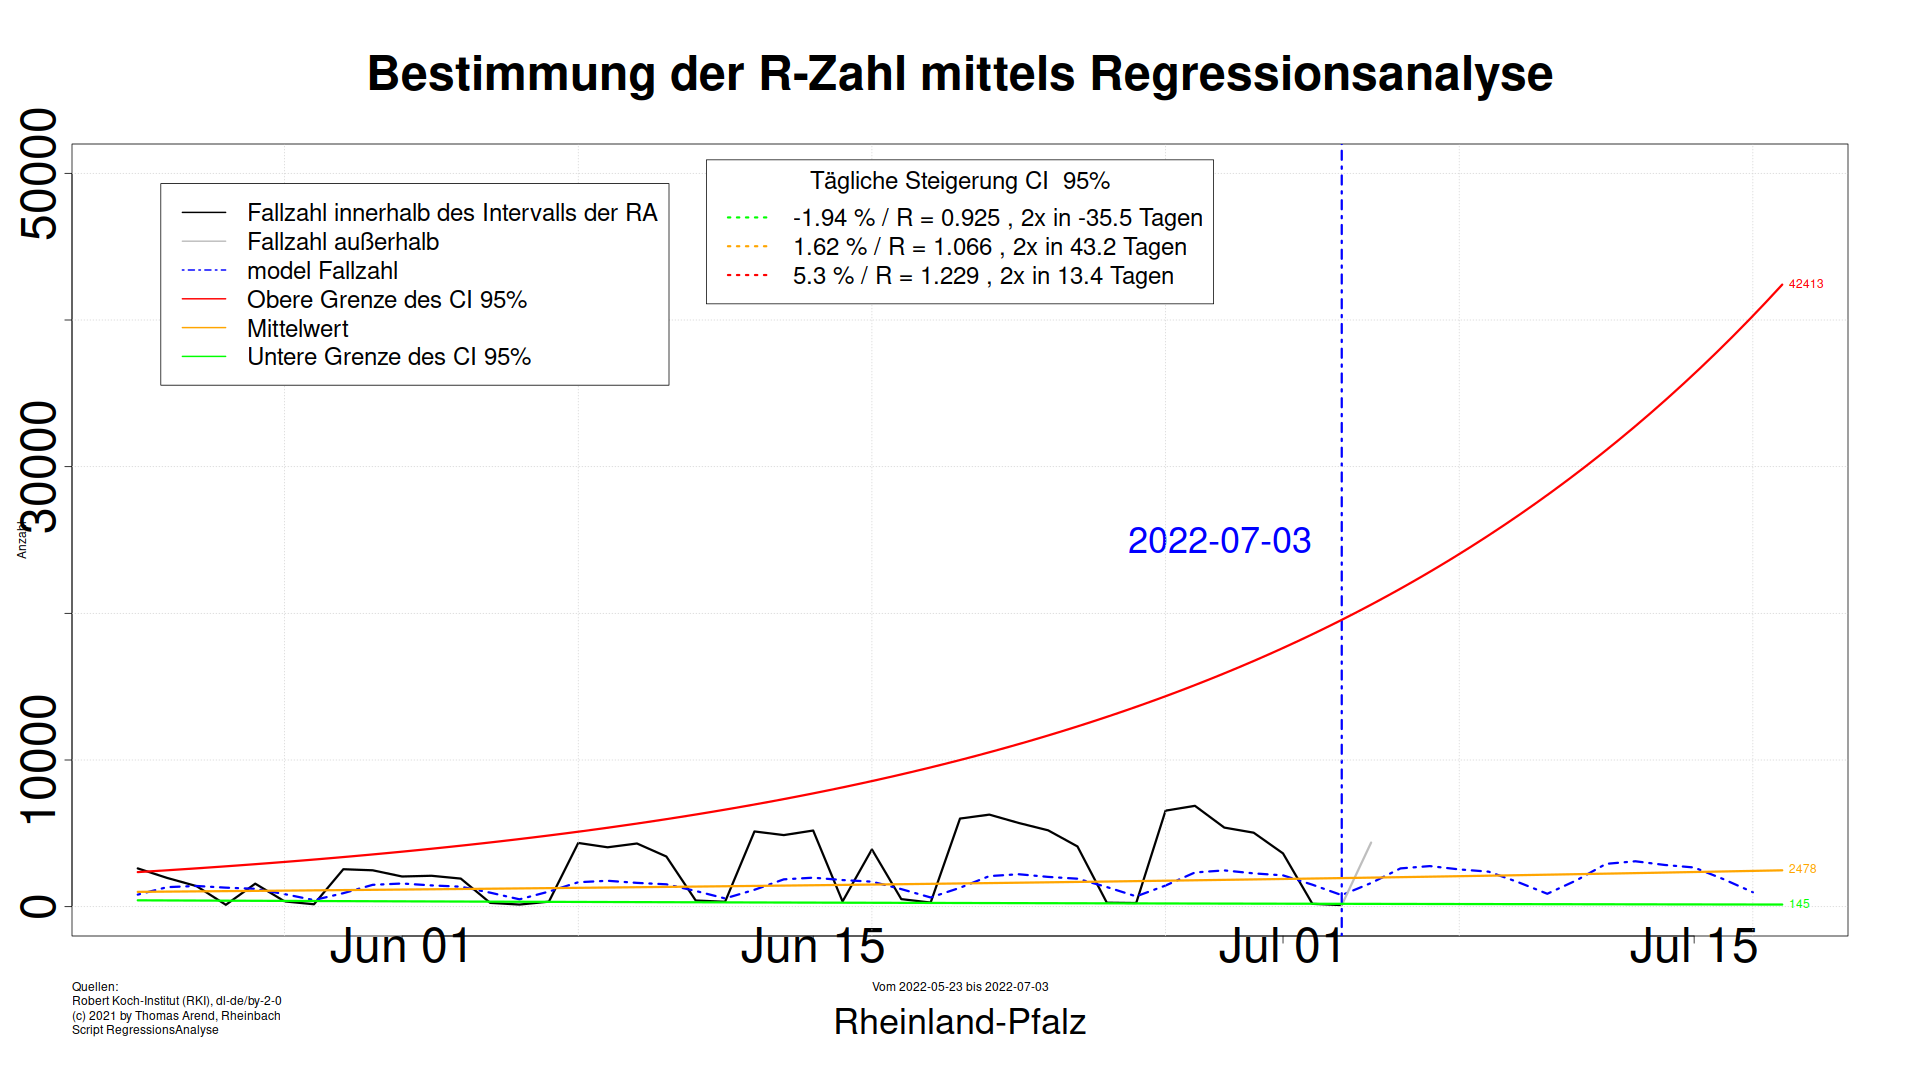 Bestimmung der R-Zahl mittels Regressionsanalyse
50000
30000
10000
0
Anzahl
Fallzahl innerhalb des Intervalls der RA
Fallzahl außerhalb
model Fallzahl
Obere Grenze des CI 95%
Mittelwert
Untere Grenze des CI 95%
Tägliche Steigerung CI  95%
-1.94 % / R = 0.925 , 2x in -35.5 Tagen
1.62 % / R = 1.066 , 2x in 43.2 Tagen
5.3 % / R = 1.229 , 2x in 13.4 Tagen
42413
2022-07-03
2478
145
Jun 01
Jun 15
Jul 01
Jul 15
Quellen:
Robert Koch-Institut (RKI), dl-de/by-2-0
(c) 2021 by Thomas Arend, Rheinbach
Script RegressionsAnalyse
Vom 2022-05-23 bis 2022-07-03
Rheinland-Pfalz